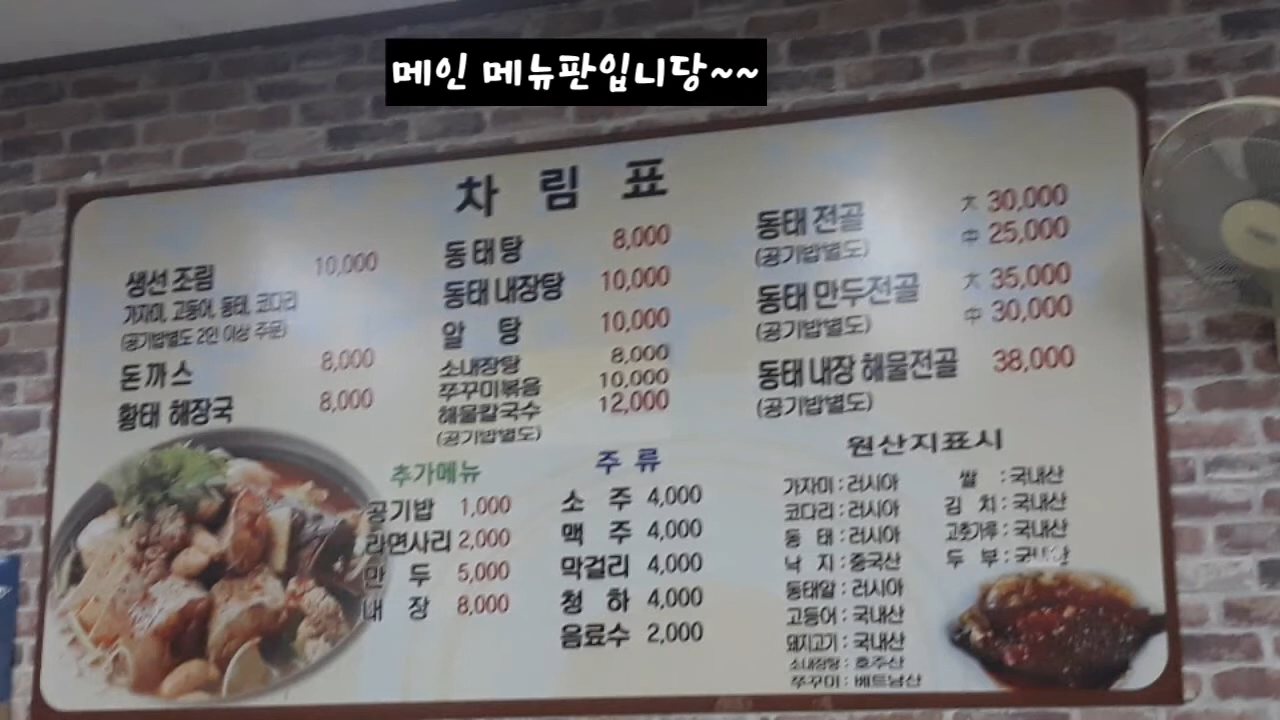 메인 메뉴판입니당~~
차 림 표
생선 조림 10,000
가자미, 고등어, 동태, 코다리
(공기밥별도 2인 이상 주문)
돈까스 8,000
황태 해장국 8,000
동태탕 8,000
동태 내장탕 10,000
알 탕 10,000
소내장탕 8,000
쭈꾸미볶음 10,000
해물칼국수 12,000
(공기밥별도)
동태 전골 大 30,000
(공기밥별도) 中 25,000
동태 만두전골 大 35,000
(공기밥별도) 中 30,000
동태 내장 해물전골 38,000
(공기밥별도)
추가메뉴
공기밥 1,000
라면사리 2,000
만 두 5,000
내 장 8,000
주 류
소 주 4,000
맥 주 4,000
막걸리 4,000
청 하 4,000
음료수 2,000
원산지표시
가자미 : 러시아
코다리 : 러시아
동 태 : 러시아
낙 지 : 중국산
동태알 : 러시아
고등어 : 국내산
돼지고기 : 국내산
소내장탕 : 호주산
쭈꾸미 : 베트남산
쌀 : 국내산
김 치 : 국내산
고춧가루 : 국내산
두 부 : 국내산